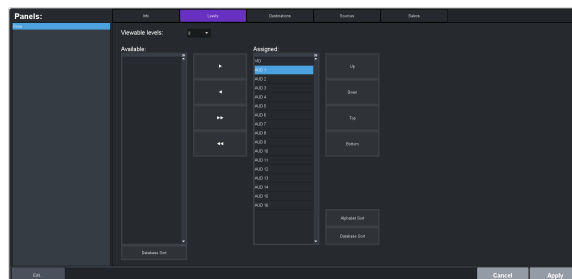 Panels:
Info
Levels
Destinations
Sources
Salvos
Viewable levels:
8
Available:
Assigned:
VID
AUD 1
AUD 2
AUD 3
AUD 4
AUD 5
AUD 6
AUD 7
AUD 8
AUD 9
AUD 10
AUD 11
AUD 12
AUD 13
AUD 14
AUD 15
AUD 16
Up
Down
Top
Bottom
Alphabet Sort
Database Sort
Database Sort
Edit...
Cancel
Apply